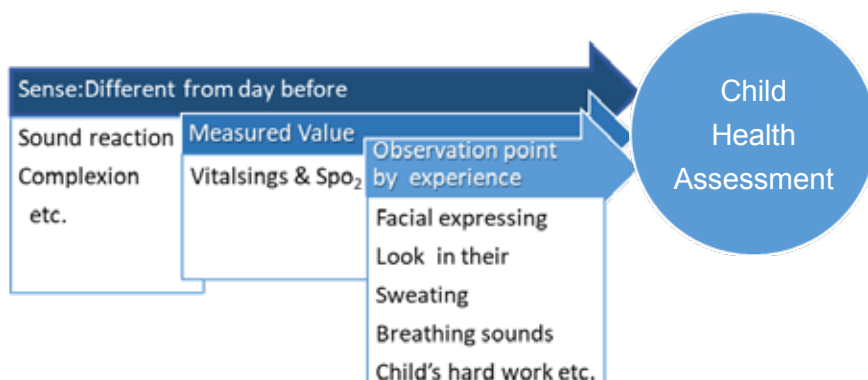 Sense:Different from day before
Sound reaction
Complexion
etc.
Measured Value
Vitalsings & Spo₂
Observation point
by experience
Facial expressing
Look in their
Sweating
Breathing sounds
Child's hard work etc.
Child
Health
Assessment